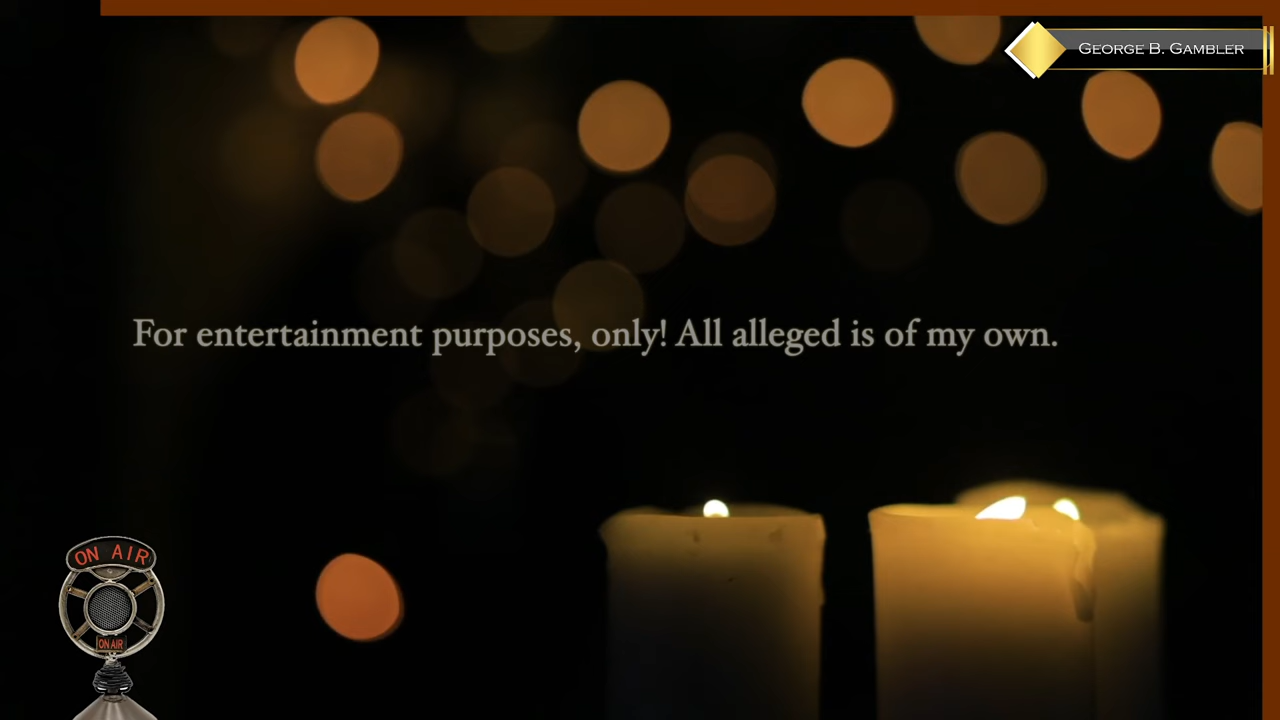 George B. Gambler
For entertainment purposes, only! All alleged is of my own.
ON AIR
ON AIR